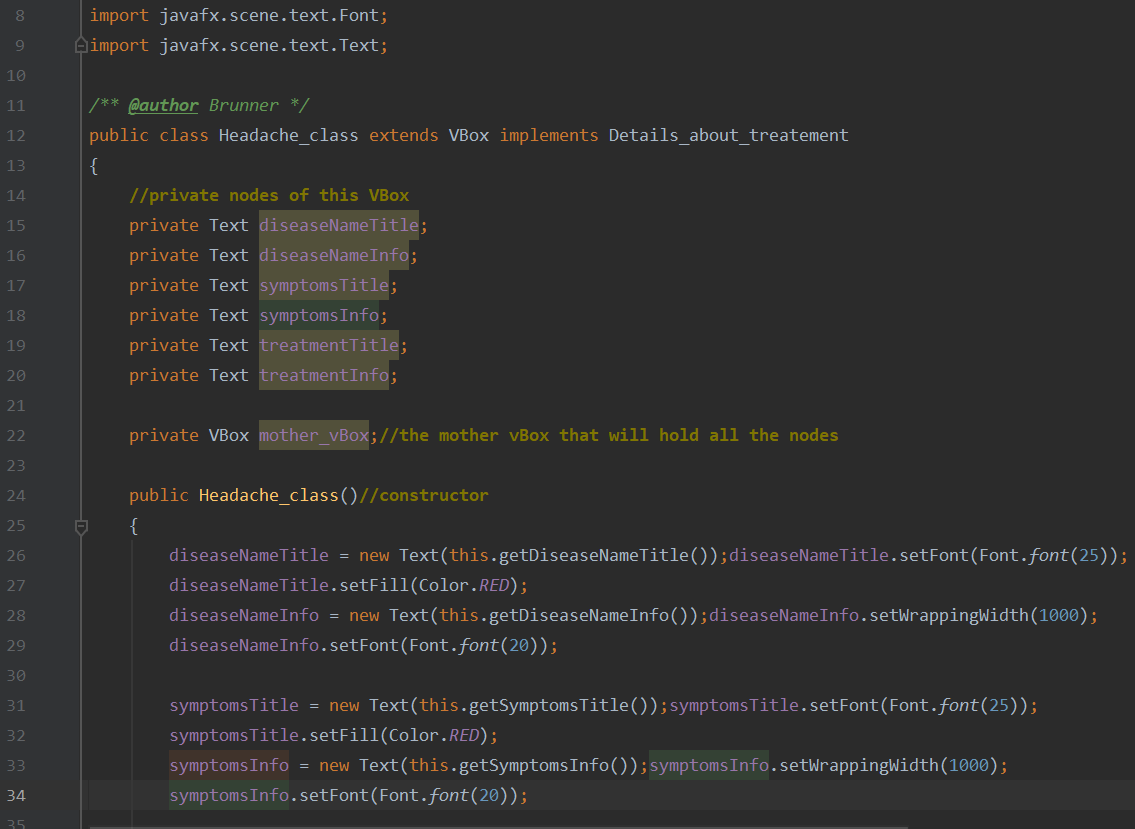 8 import javafx.scene.text.Font;
9 import javafx.scene.text.Text;
10
11 /** @author Brunner */
12 public class Headache_class extends VBox implements Details_about_treatement
13 {
14 //private nodes of this VBox
15 private Text diseaseNameTitle;
16 private Text diseaseNameInfo;
17 private Text symptomsTitle;
18 private Text symptomsInfo;
19 private Text treatmentTitle;
20 private Text treatmentInfo;
21
22 private VBox mother_vBox;//the mother vBox that will hold all the nodes
23
24 public Headache_class()//constructor
25 {
26 diseaseNameTitle = new Text(this.getDiseaseNameTitle());diseaseNameTitle.setFont(Font.font(25));
27 diseaseNameTitle.setFill(Color.RED);
28 diseaseNameInfo = new Text(this.getDiseaseNameInfo());diseaseNameInfo.setWrappingWidth(1000);
29 diseaseNameInfo.setFont(Font.font(20));
30
31 symptomsTitle = new Text(this.getSymptomsTitle());symptomsTitle.setFont(Font.font(25));
32 symptomsTitle.setFill(Color.RED);
33 symptomsInfo = new Text(this.getSymptomsInfo());symptomsInfo.setWrappingWidth(1000);
34 symptomsInfo.setFont(Font.font(20));
35